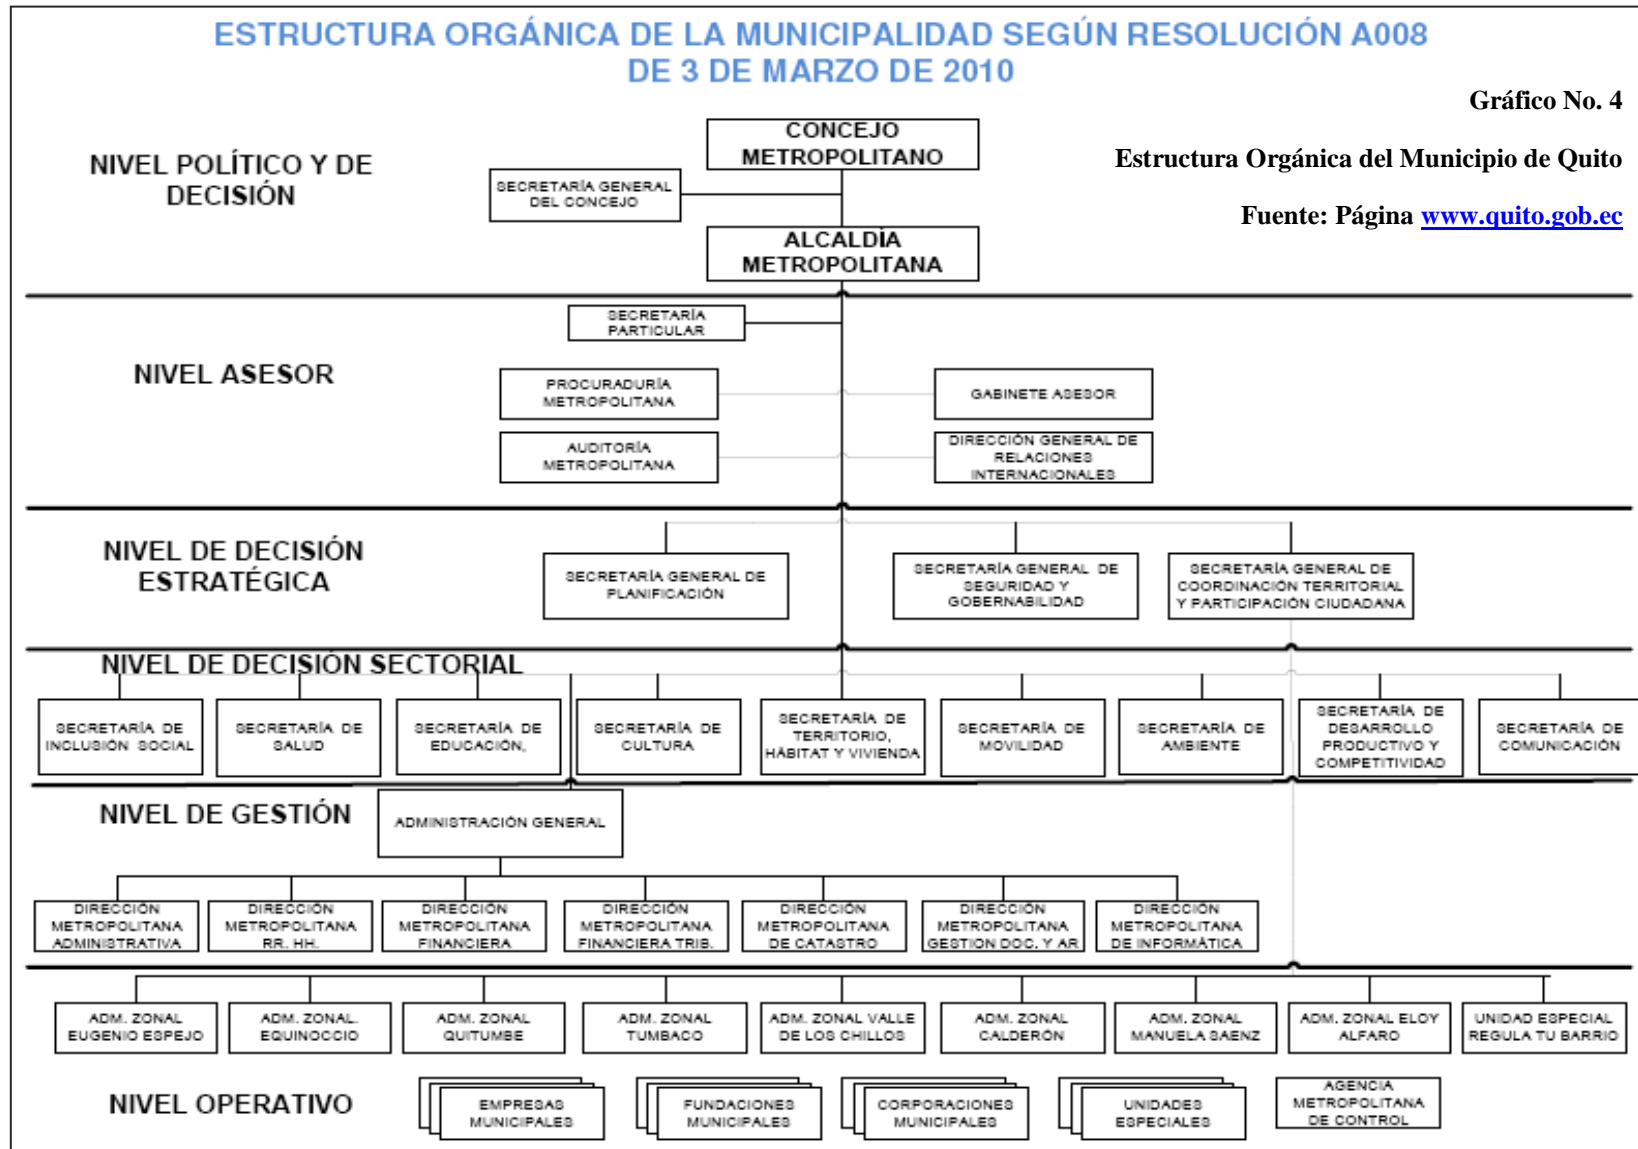 ESTRUCTURA ORGÁNICA DE LA MUNICIPALIDAD SEGÚN RESOLUCIÓN A008
DE 3 DE MARZO DE 2010
Gráfico No. 4
Estructura Orgánica del Municipio de Quito
Fuente: Página www.quito.gob.ec
NIVEL POLÍTICO Y DE
DECISIÓN
CONCEJO
METROPOLITANO
SECRETARÍA GENERAL
DEL CONCEJO
ALCALDÍA
METROPOLITANA
SECRETARÍA
PARTICULAR
NIVEL ASESOR
PROCURADURÍA
METROPOLITANA
GABINETE ASESOR
AUDITORÍA
METROPOLITANA
DIRECCIÓN GENERAL DE
RELACIONES
INTERNACIONALES
NIVEL DE DECISIÓN
ESTRATÉGICA
SECRETARÍA GENERAL DE
PLANIFICACIÓN
SECRETARÍA GENERAL DE
SEGURIDAD Y
GOBERNABILIDAD
SECRETARÍA GENERAL DE
COORDINACIÓN TERRITORIAL
Y PARTICIPACIÓN CIUDADANA
NIVEL DE DECISIÓN SECTORIAL
SECRETARÍA DE
INCLUSIÓN SOCIAL
SECRETARÍA DE
SALUD
SECRETARÍA DE
EDUCACIÓN,
SECRETARÍA DE
CULTURA
SECRETARÍA DE
TERRITORIO,
HÁBITAT Y VIVIENDA
SECRETARÍA DE
MOVILIDAD
SECRETARÍA DE
AMBIENTE
SECRETARÍA DE
DESARROLLO
PRODUCTIVO Y
COMPETITIVIDAD
SECRETARÍA DE
COMUNICACIÓN
NIVEL DE GESTIÓN
ADMINISTRACIÓN GENERAL
DIRECCIÓN
METROPOLITANA
ADMINISTRATIVA
DIRECCIÓN
METROPOLITANA
RR. HH.
DIRECCIÓN
METROPOLITANA
FINANCIERA
DIRECCIÓN
METROPOLITANA
FINANCIERA TRIB.
DIRECCIÓN
METROPOLITANA
DE CATASTRO
DIRECCIÓN
METROPOLITANA
GESTION DOC. Y AR
DIRECCIÓN
METROPOLITANA
DE INFORMÁTICA
ADM. ZONAL
EUGENIO ESPEJO
ADM. ZONAL.
EQUINOCCIO
ADM. ZONAL
QUITUMBE
ADM. ZONAL
TUMBACO
ADM. ZONAL VALLE
DE LOS CHILLOS
ADM. ZONAL
CALDERÓN
ADM. ZONAL
MANUELA SAENZ
ADM. ZONAL ELOY
ALFARO
UNIDAD ESPECIAL
REGULA TU BARRIO
NIVEL OPERATIVO
EMPRESAS
MUNICIPALES
FUNDACIONES
MUNICIPALES
CORPORACIONES
MUNICIPALES
UNIDADES
ESPECIALES
AGENCIA
METROPOLITANA
DE CONTROL